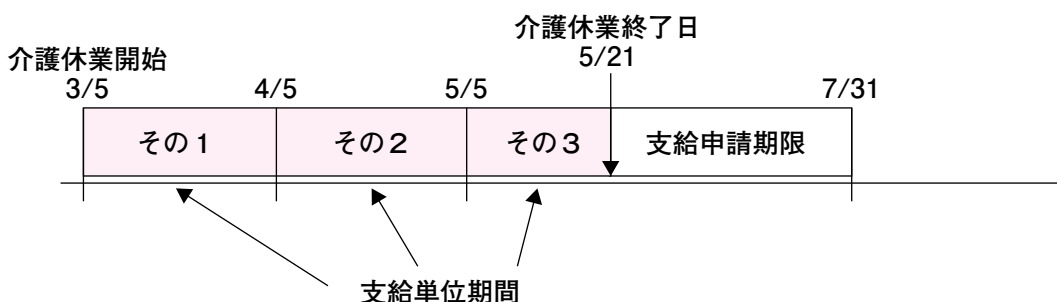 介護休業終了日
5/21
介護休業開始
3/5
4/5
5/5
7/31
その1
その2
その3
支給申請期限
支給単位期間